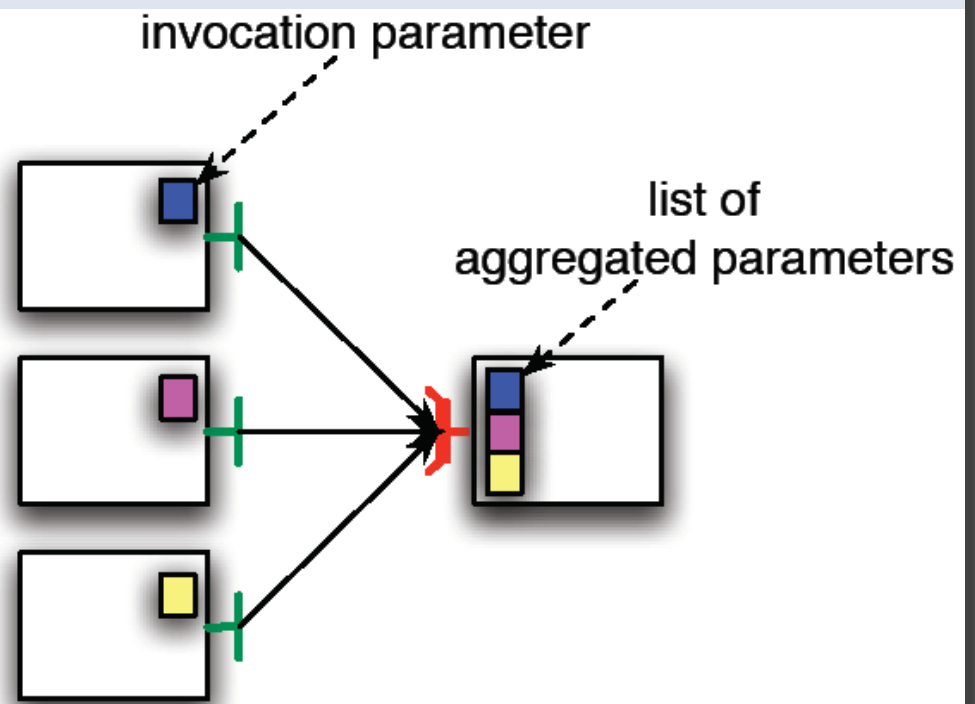 invocation parameter
list of
aggregated parameters